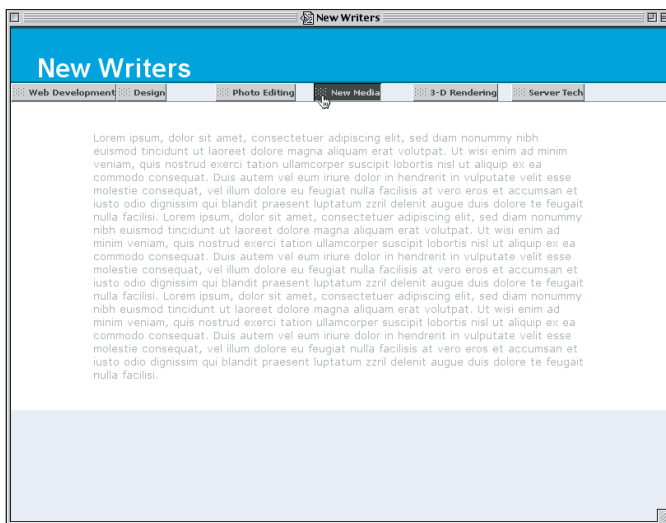 New Writers
New Writers
Web Development Design Photo Editing New Media 3-D Rendering Server Tech
Lorem ipsum, dolor sit amet, consectetuer adipiscing elit, sed diam nonummy nibh
euismod tincidunt ut laoreet dolore magna aliquam erat volutpat. Ut wisi enim ad minim
veniam, quis nostrud exerci tation ullamcorper suscipit lobortis nisl ut aliquip ex ea
commodo consequat. Duis autem vel eum iriure dolor in hendrerit in vulputate velit esse
molestie consequat, vel illum dolore eu feugiat nulla facilisis at vero eros et accumsan et
iusto odio dignissim qui blandit praesent luptatum zzril delenit augue duis dolore te feugait
nulla facilisi. Lorem ipsum, dolor sit amet, consectetuer adipiscing elit, sed diam nonummy
nibh euismod tincidunt ut laoreet dolore magna aliquam erat volutpat. Ut wisi enim ad
minim veniam, quis nostrud exerci tation ullamcorper suscipit lobortis nisl ut aliquip ex ea
commodo consequat. Duis autem vel eum iriure dolor in hendrerit in vulputate velit esse
molestie consequat, vel illum dolore eu feugiat nulla facilisis at vero eros et accumsan et
iusto odio dignissim qui blandit praesent luptatum zzril delenit augue duis dolore te feugait
nulla facilisi. Lorem ipsum, dolor sit amet, consectetuer adipiscing elit, sed diam nonummy
nibh euismod tincidunt ut laoreet dolore magna aliquam erat volutpat. Ut wisi enim ad
minim veniam, quis nostrud exerci tation ullamcorper suscipit lobortis nisl ut aliquip ex ea
commodo consequat. Duis autem vel eum iriure dolor in hendrerit in vulputate velit esse
molestie consequat, vel illum dolore eu feugiat nulla facilisis at vero eros et accumsan et
iusto odio dignissim qui blandit praesent luptatum zzril delenit augue duis dolore te feugait
nulla facilisi.